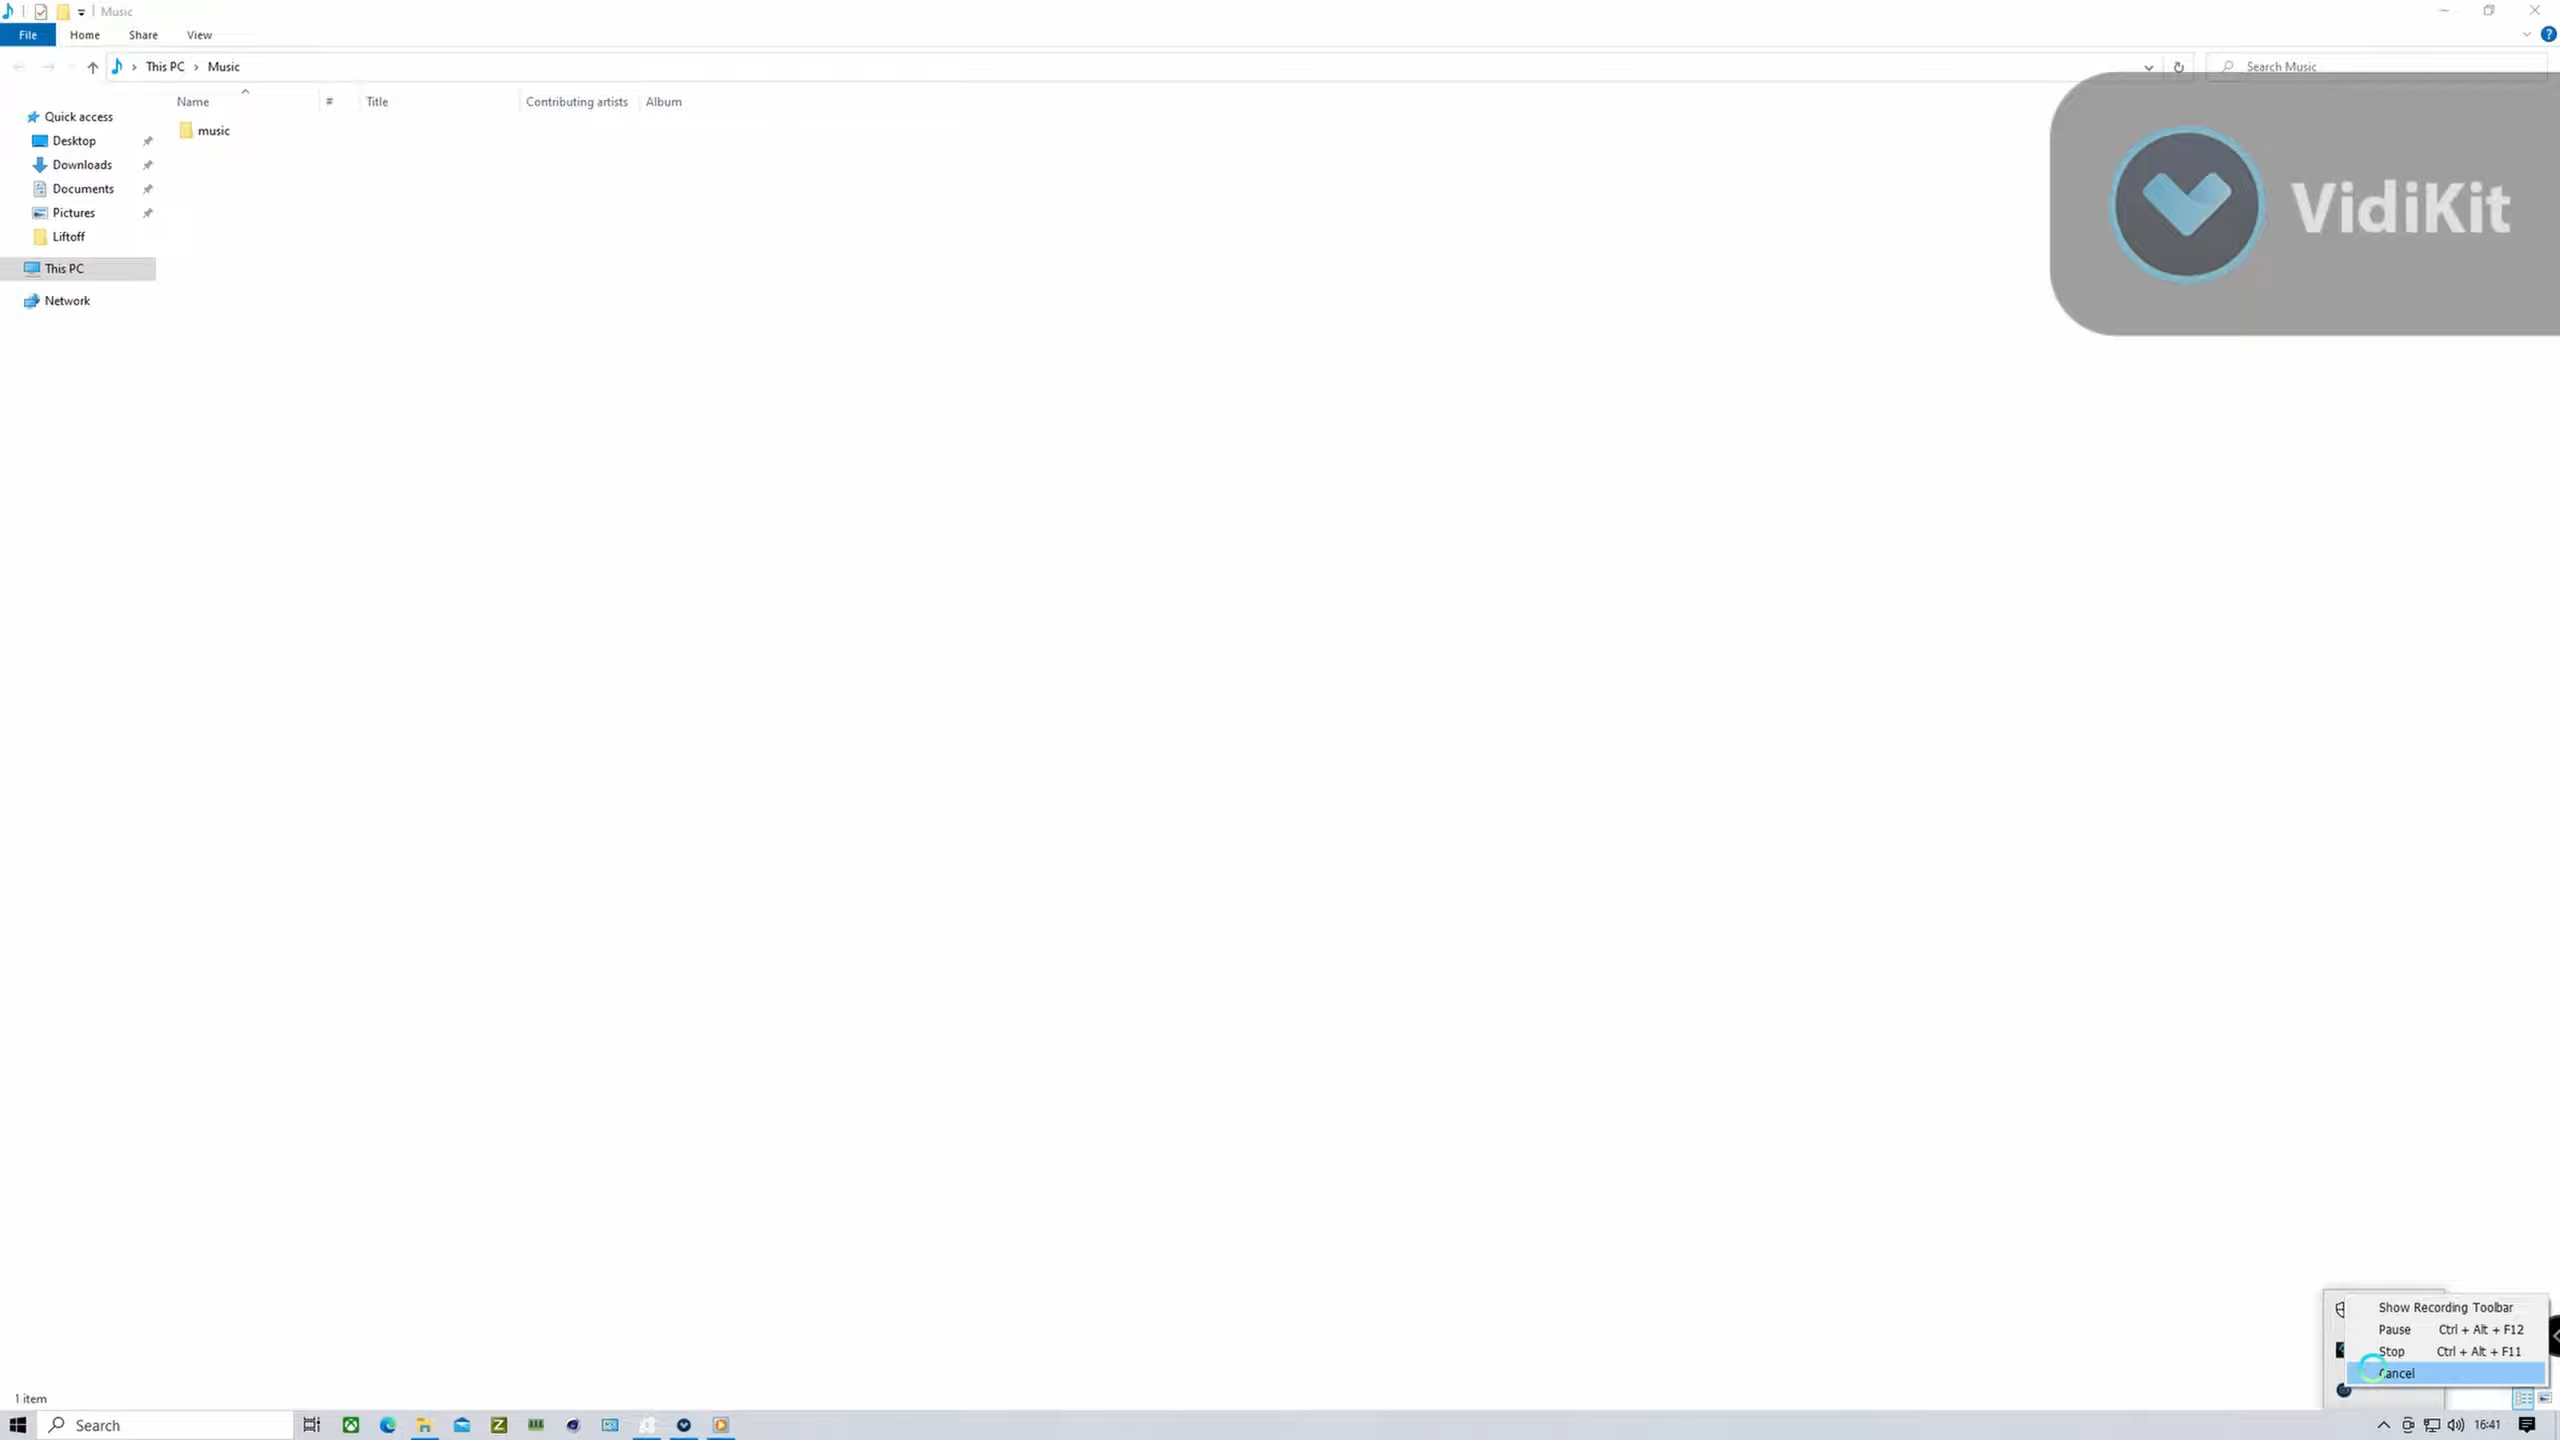 Music
File Home Share View
This PC › Music
Search Music
Name # Title Contributing artists Album
Quick access
music
Desktop
Downloads
Documents
Pictures
Liftoff
This PC
Network
VidiKit
Show Recording Toolbar
Pause Ctrl + Alt + F12
Stop Ctrl + Alt + F11
Cancel
1 item
Search
16:41